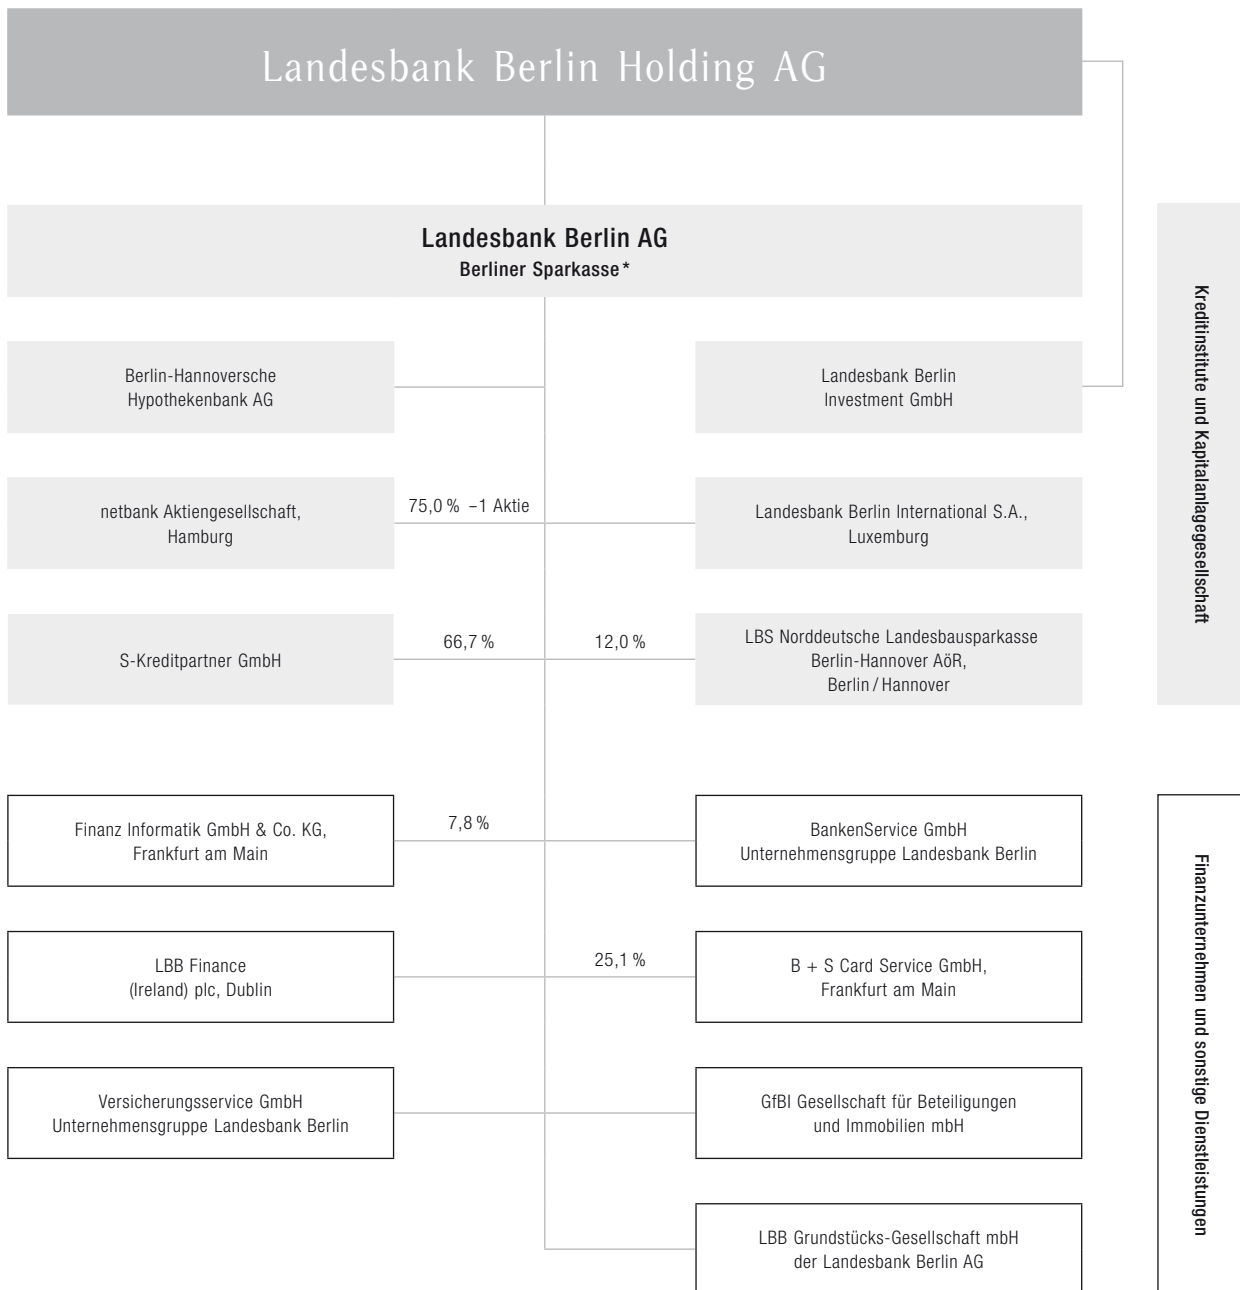 Landesbank Berlin Holding AG
Landesbank Berlin AG
Berliner Sparkasse*
Berlin-Hannoversche
Hypothekenbank AG
Landesbank Berlin
Investment GmbH
netbank Aktiengesellschaft,
Hamburg
75,0 % –1 Aktie
Landesbank Berlin International S.A.,
Luxemburg
S-Kreditpartner GmbH
66,7 %
12,0 %
LBS Norddeutsche Landesbausparkasse
Berlin-Hannover AöR,
Berlin / Hannover
Kreditinstitute und Kapitalanlagegesellschaft
Finanz Informatik GmbH & Co. KG,
Frankfurt am Main
7,8 %
BankenService GmbH
Unternehmensgruppe Landesbank Berlin
LBB Finance
(Ireland) plc, Dublin
25,1 %
B + S Card Service GmbH,
Frankfurt am Main
Versicherungsservice GmbH
Unternehmensgruppe Landesbank Berlin
GfBI Gesellschaft für Beteiligungen
und Immobilien mbH
LBB Grundstücks-Gesellschaft mbH
der Landesbank Berlin AG
Finanzunternehmen und sonstige Dienstleistungen